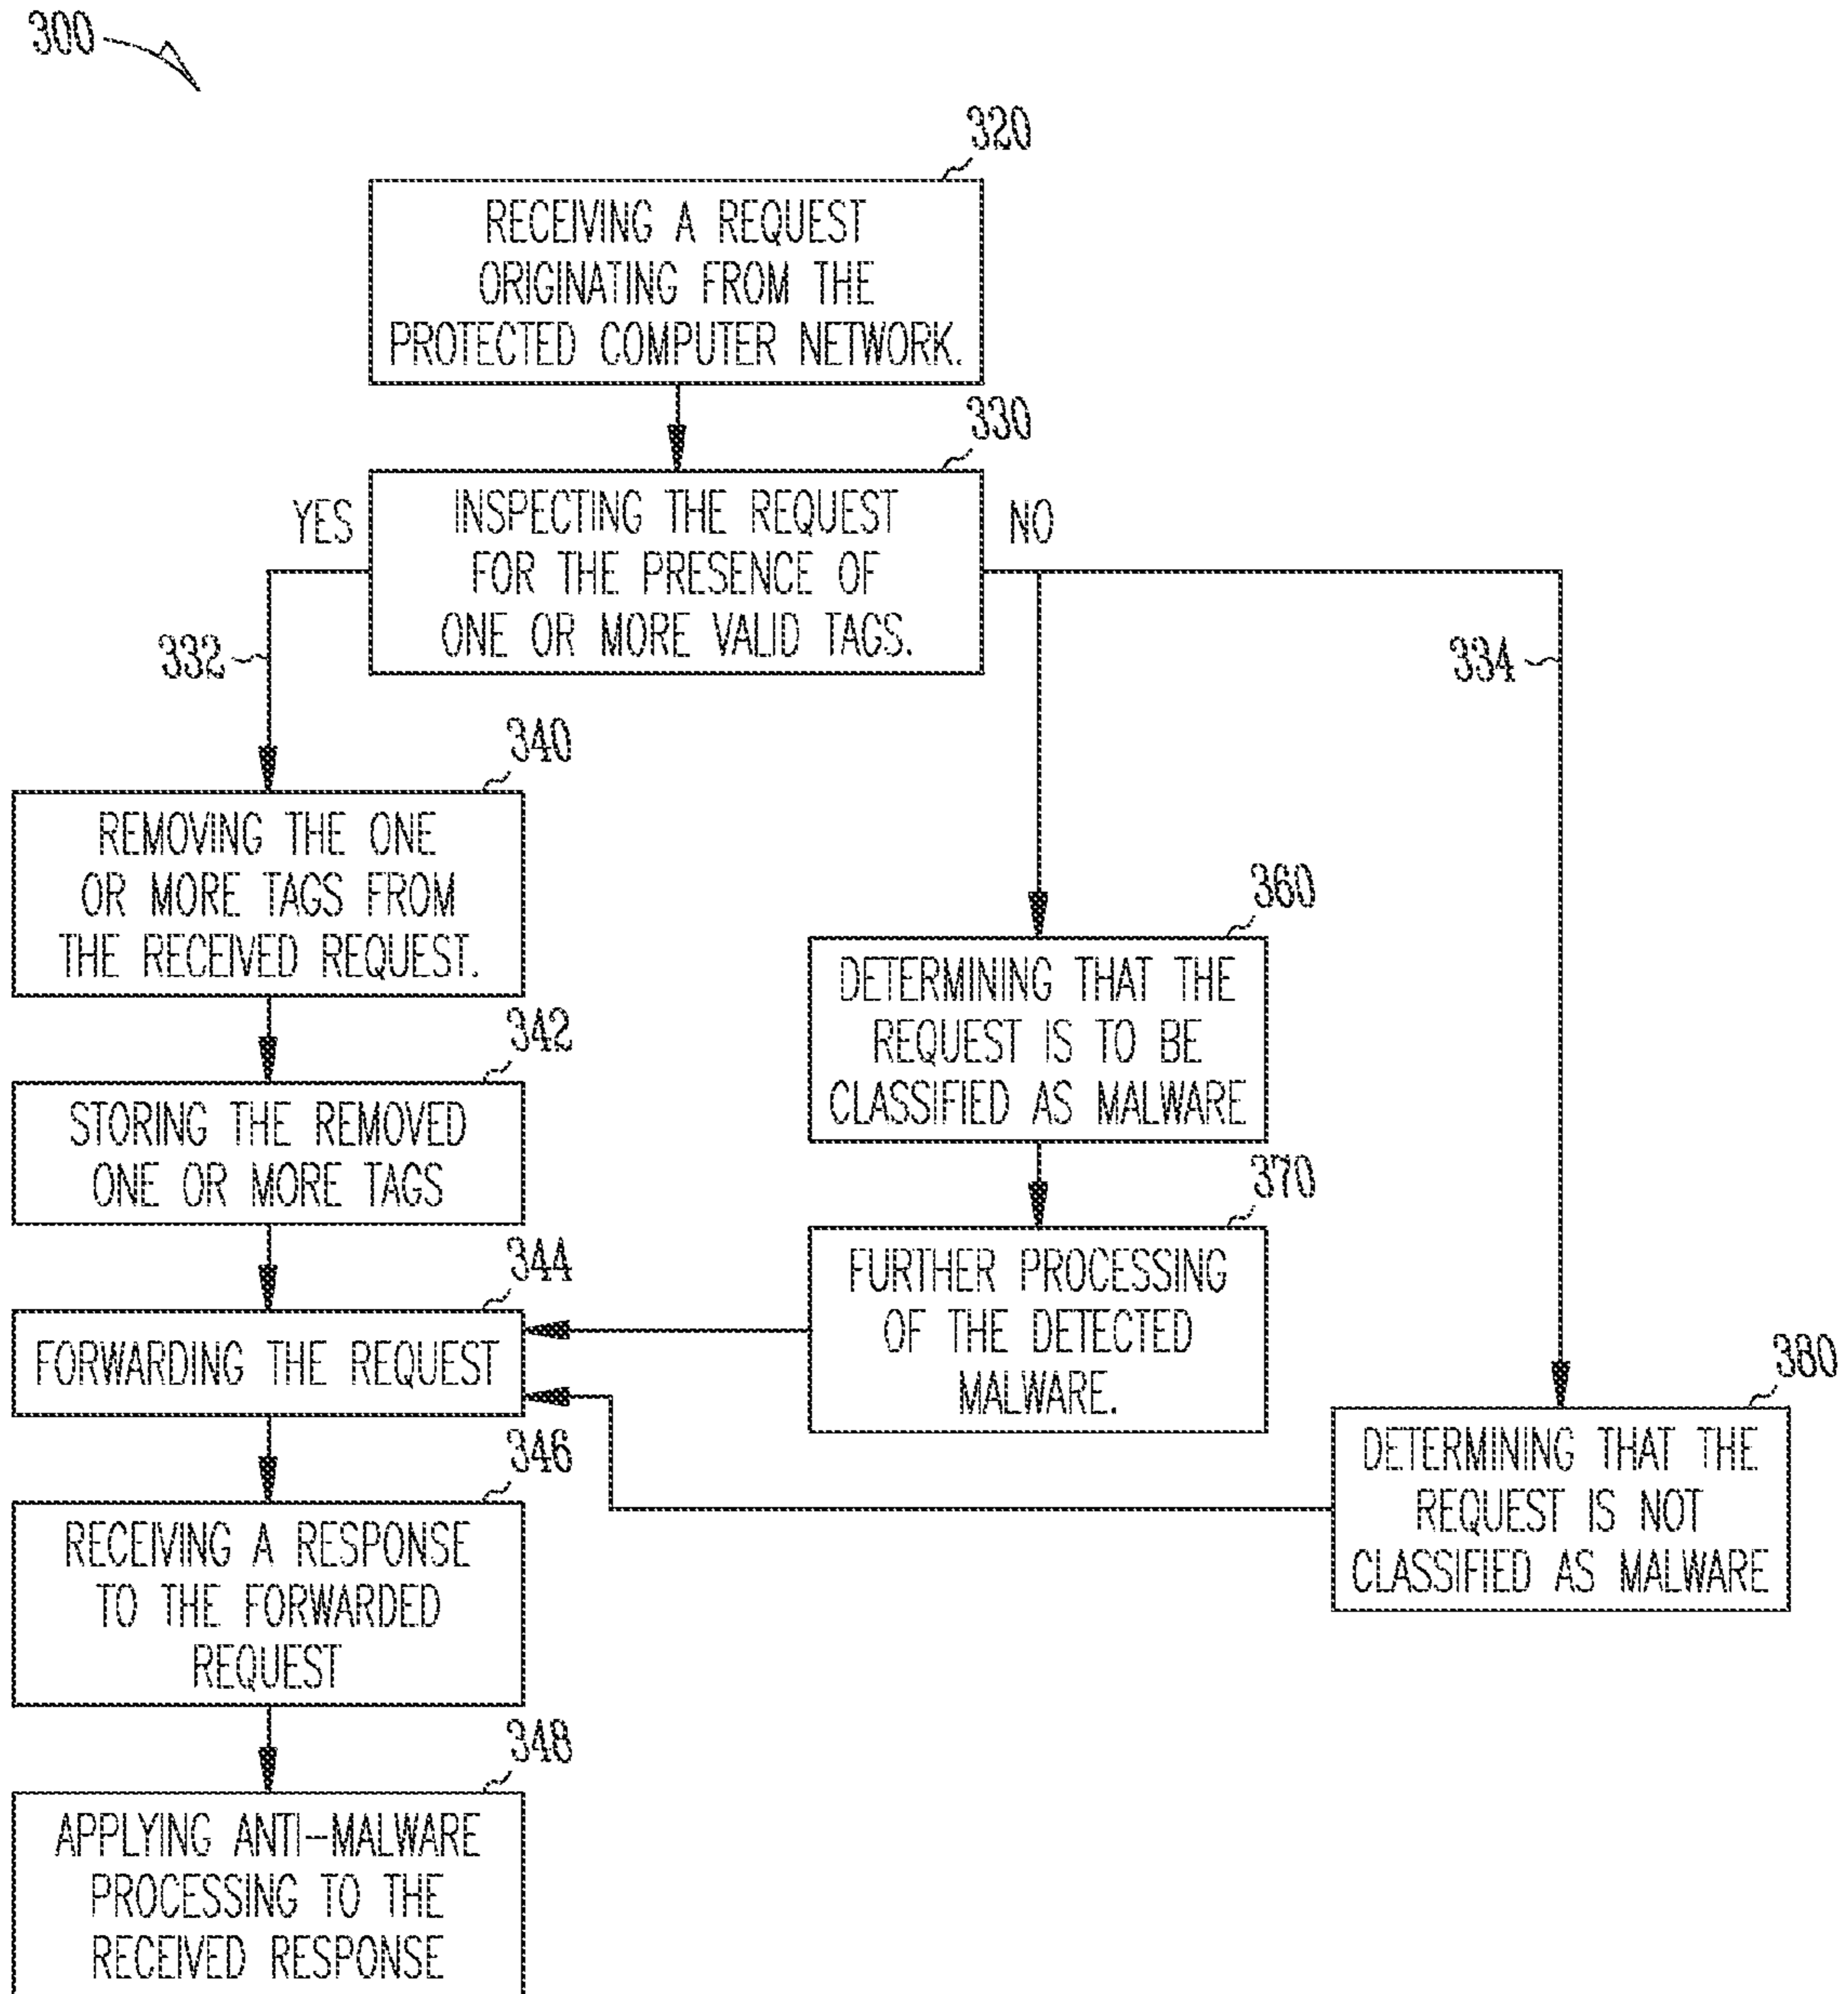 300
320
RECEIVING A REQUEST
ORIGINATING FROM THE
PROTECTED COMPUTER NETWORK.
330
YES
INSPECTING THE REQUEST
FOR THE PRESENCE OF
ONE OR MORE VALID TAGS.
NO
332
334
340
REMOVING THE ONE
OR MORE TAGS FROM
THE RECEIVED REQUEST.
342
STORING THE REMOVED
ONE OR MORE TAGS
344
FORWARDING THE REQUEST
346
RECEIVING A RESPONSE
TO THE FORWARDED
REQUEST
348
APPLYING ANTI-MALWARE
PROCESSING TO THE
RECEIVED RESPONSE
360
DETERMINING THAT THE
REQUEST IS TO BE
CLASSIFIED AS MALWARE
370
FURTHER PROCESSING
OF THE DETECTED
MALWARE.
380
DETERMINING THAT THE
REQUEST IS NOT
CLASSIFIED AS MALWARE